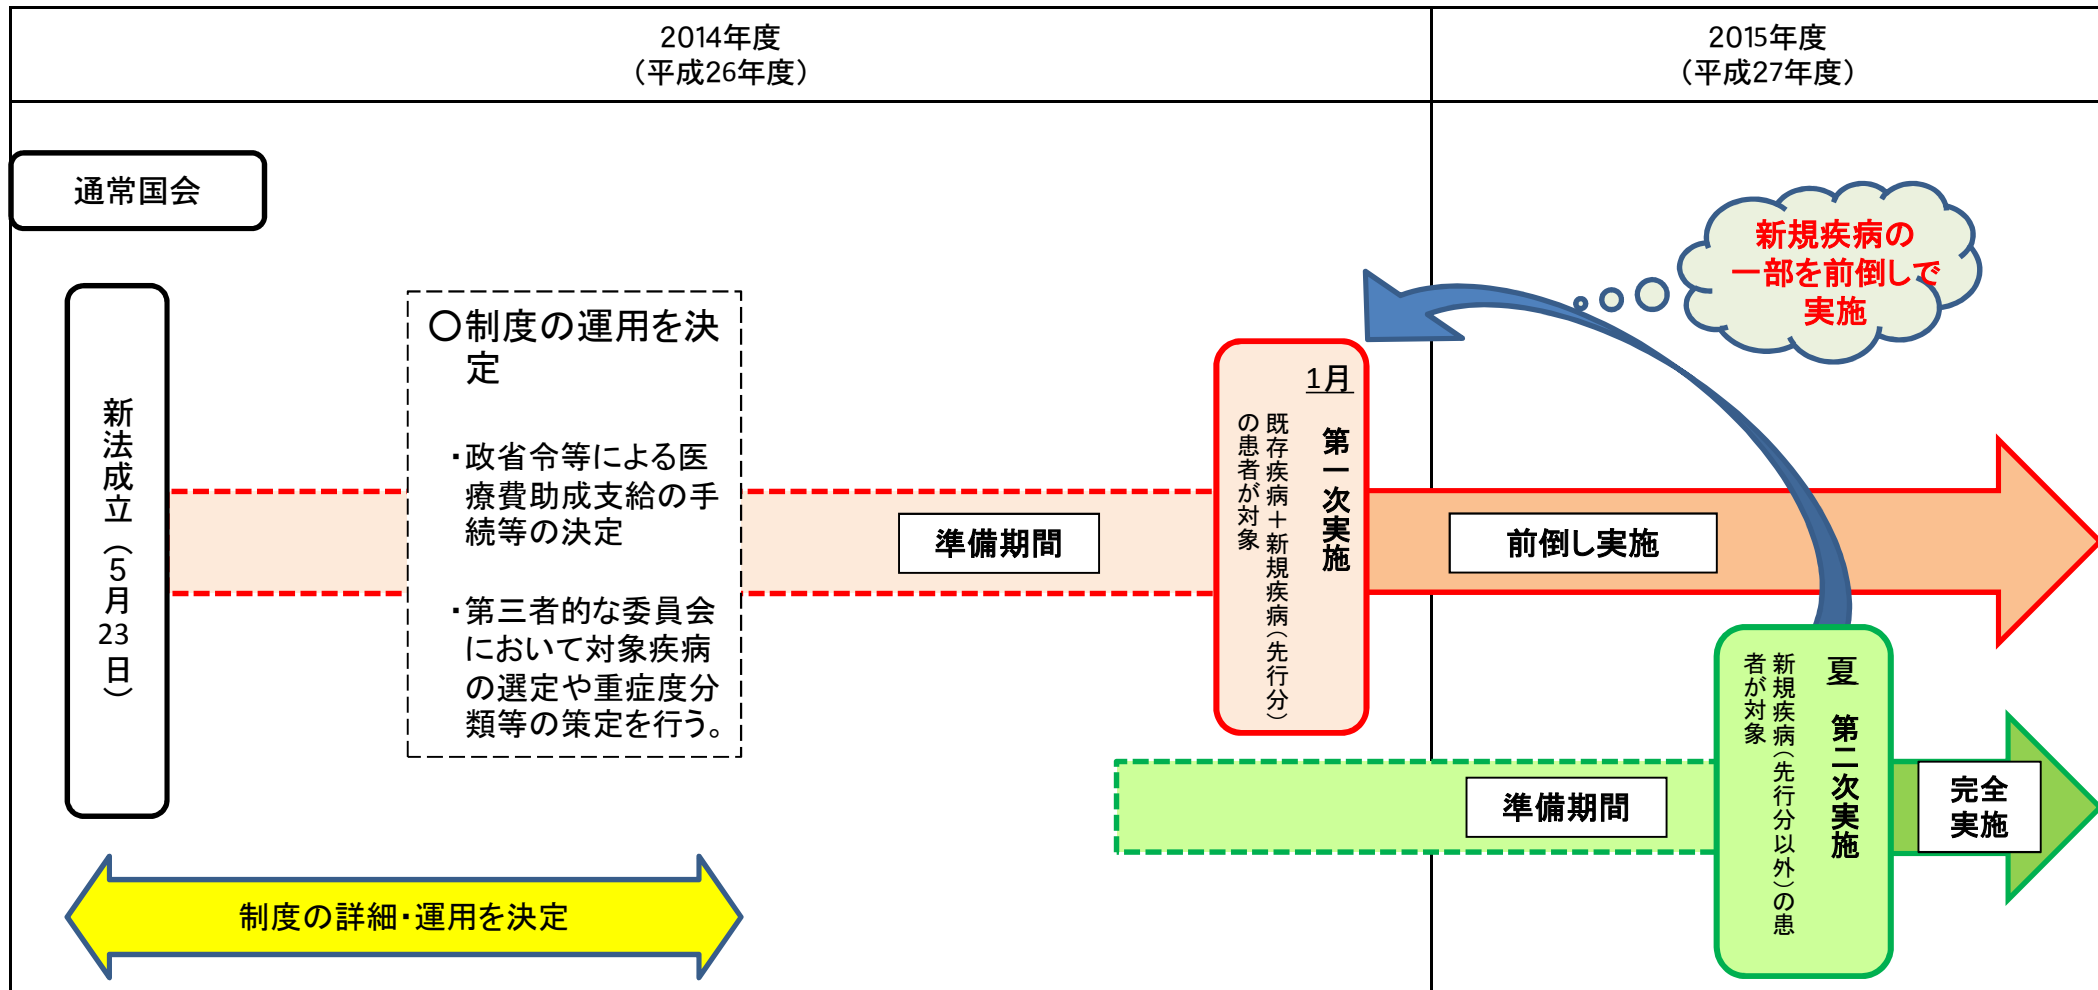 2014年度
（平成26年度）
2015年度
（平成27年度）
通常国会
新法成立（5月23日）
○制度の運用を決
定
・政省令等による医
療費助成支給の手
続等の決定
・第三者的な委員会
において対象疾病
の選定や重症度分
類等の策定を行う。
準備期間
1月　第一次実施
既存疾病＋新規疾病（先行分）
の患者が対象
前倒し実施
新規疾病の
一部を前倒しで
実施
準備期間
夏　第二次実施
新規疾病（先行分以外）の患
者が対象
完全
実施
制度の詳細・運用を決定